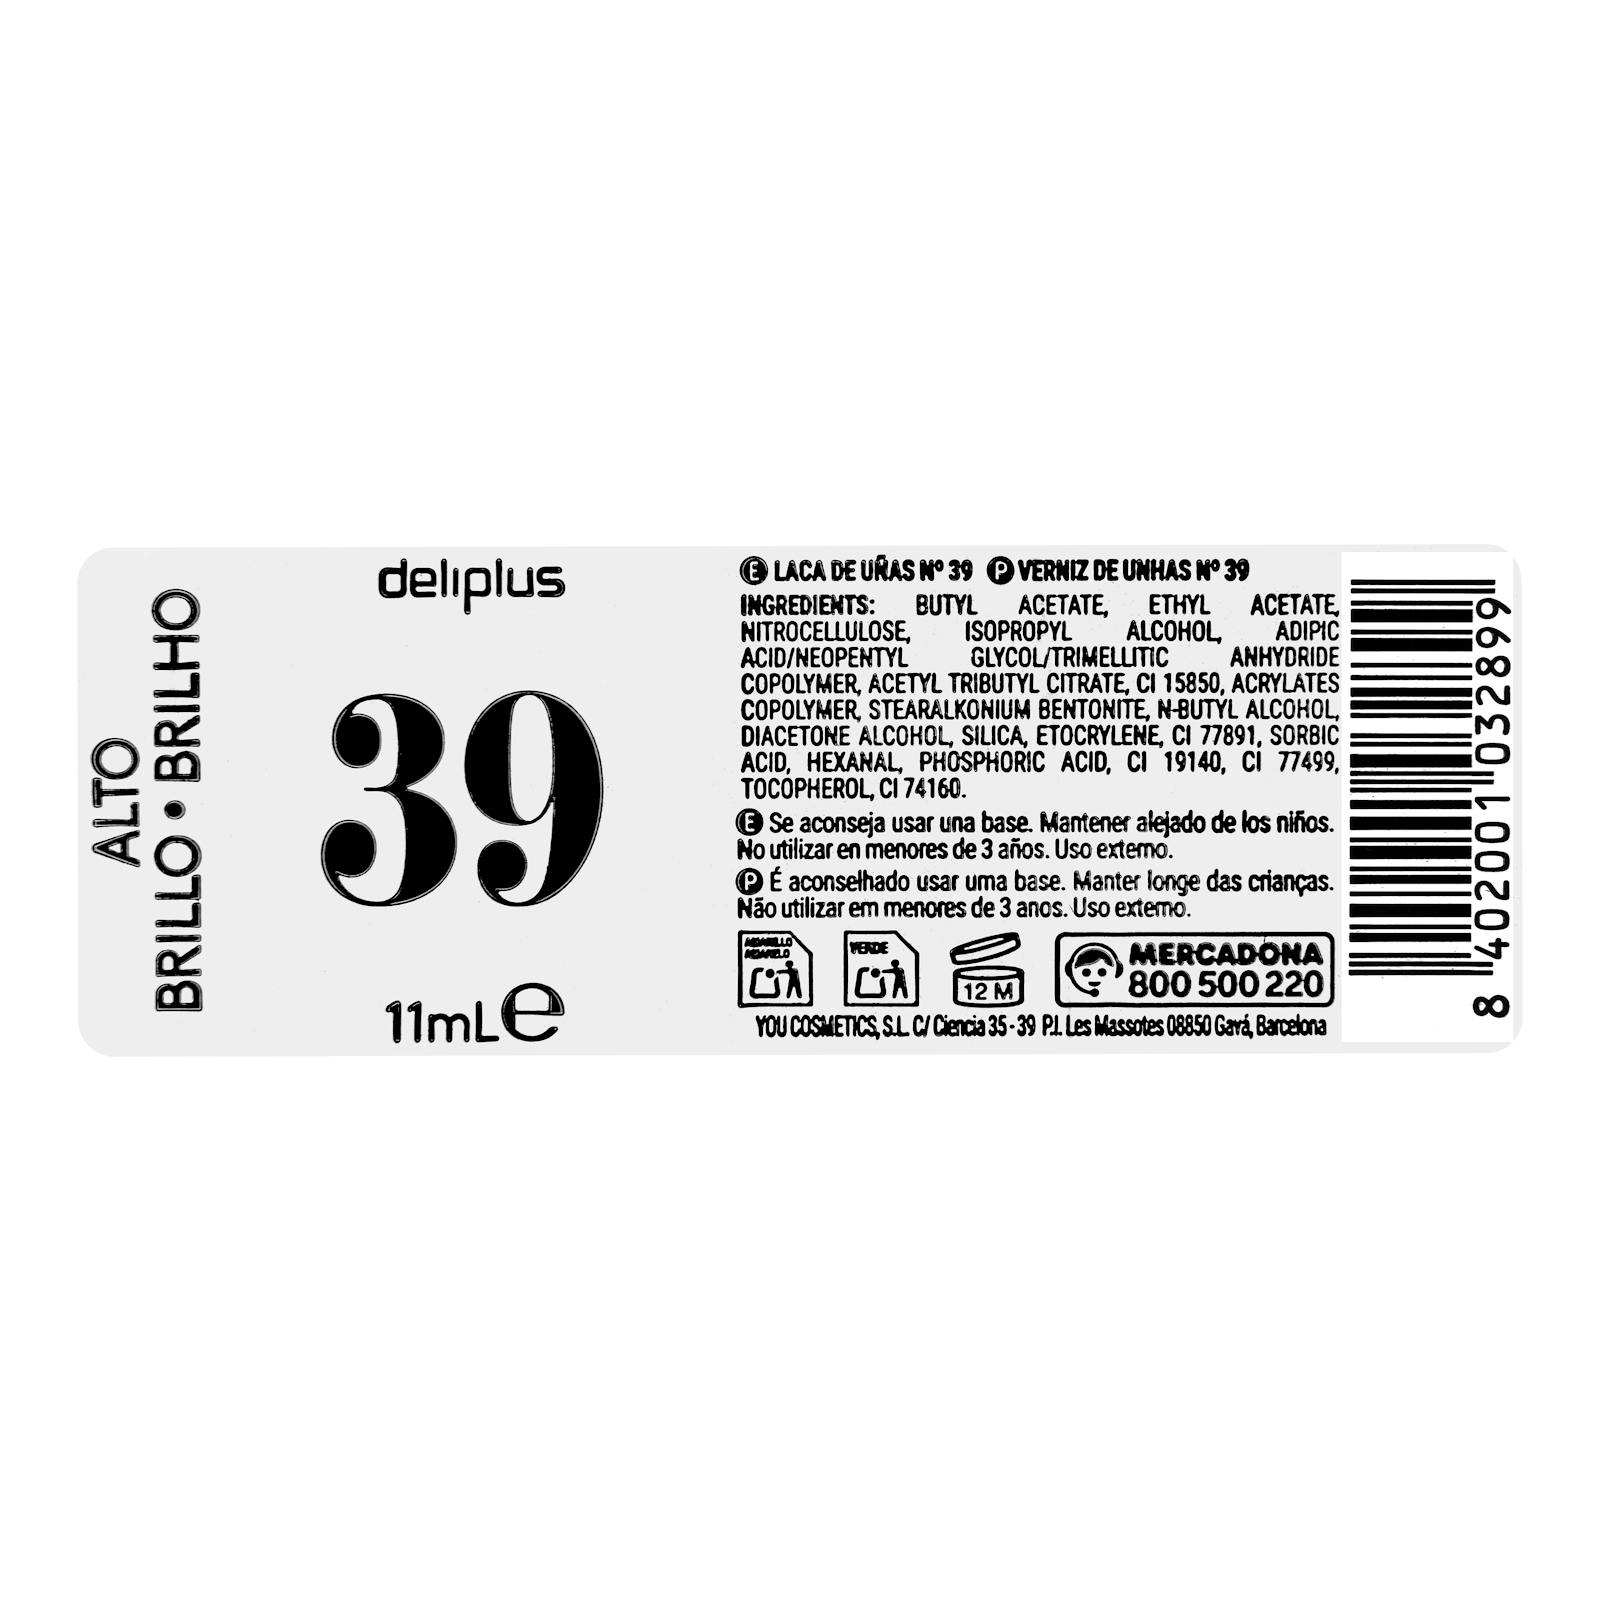 ALTO
BRILLO • BRILHO
deliplus
39
11mL e
E LACA DE UÑAS Nº 39 P VERNIZ DE UNHAS Nº 39
INGREDIENTS: BUTYL ACETATE, ETHYL ACETATE,
NITROCELLULOSE, ISOPROPYL ALCOHOL, ADIPIC
ACID/NEOPENTYL GLYCOL/TRIMELLITIC ANHYDRIDE
COPOLYMER, ACETYL TRIBUTYL CITRATE, CI 15850, ACRYLATES
COPOLYMER, STEARALKONIUM BENTONITE, N-BUTYL ALCOHOL,
DIACETONE ALCOHOL, SILICA, ETOCRYLENE, CI 77891, SORBIC
ACID, HEXANAL, PHOSPHORIC ACID, CI 19140, CI 77499,
TOCOPHEROL, CI 74160.
E Se aconseja usar una base. Mantener alejado de los niños.
No utilizar en menores de 3 años. Uso externo.
P É aconselhado usar uma base. Manter longe das crianças.
Não utilizar em menores de 3 anos. Uso externo.
AMARILLO
AMARELO
VERDE
12 M
MERCADONA
800 500 220
YOU COSMETICS, S.L. C/ Ciencia 35-39 P.I. Les Massotes 08850 Gavá, Barcelona
8 402001 032899